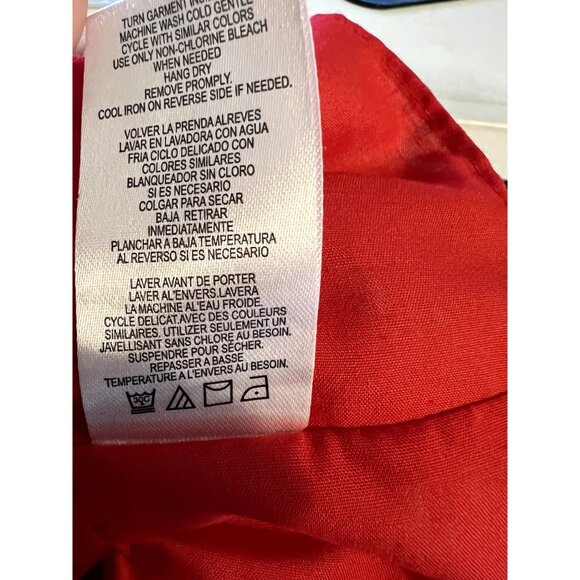 TURN GARMENT
MACHINE WASH COLD GENTLE
CYCLE WITH SIMILAR COLORS
USE ONLY NON-CHLORINE BLEACH
WHEN NEEDED
HANG DRY
REMOVE PROMPLY.
COOL IRON ON REVERSE SIDE IF NEEDED.
VOLVER LA PRENDA ALREVES
LAVAR EN LAVADORA CON AGUA
FRIA CICLO DELICADO CON
COLORES SIMILARES
BLANQUEADOR SIN CLORO
SI ES NECESARIO
COLGAR PARA SECAR
BAJA RETIRAR
INMEDIATAMENTE
PLANCHAR A BAJA TEMPERATURA
AL REVERSO SI ES NECESARIO
LAVER AVANT DE PORTER
LAVER AL'ENVERS.LAVERA
LA MACHINE AL'EAU FROIDE.
CYCLE DELICAT.AVEC DES COULEURS
SIMILAIRES, UTILIZER SEULEMENT UN
JAVELLISANT SANS CHLORE AU BESOIN.
SUSPENDRE POUR SÈCHER.
REPASSER A BASSE
TEMPERATURE A L'ENVERS AU BESOIN